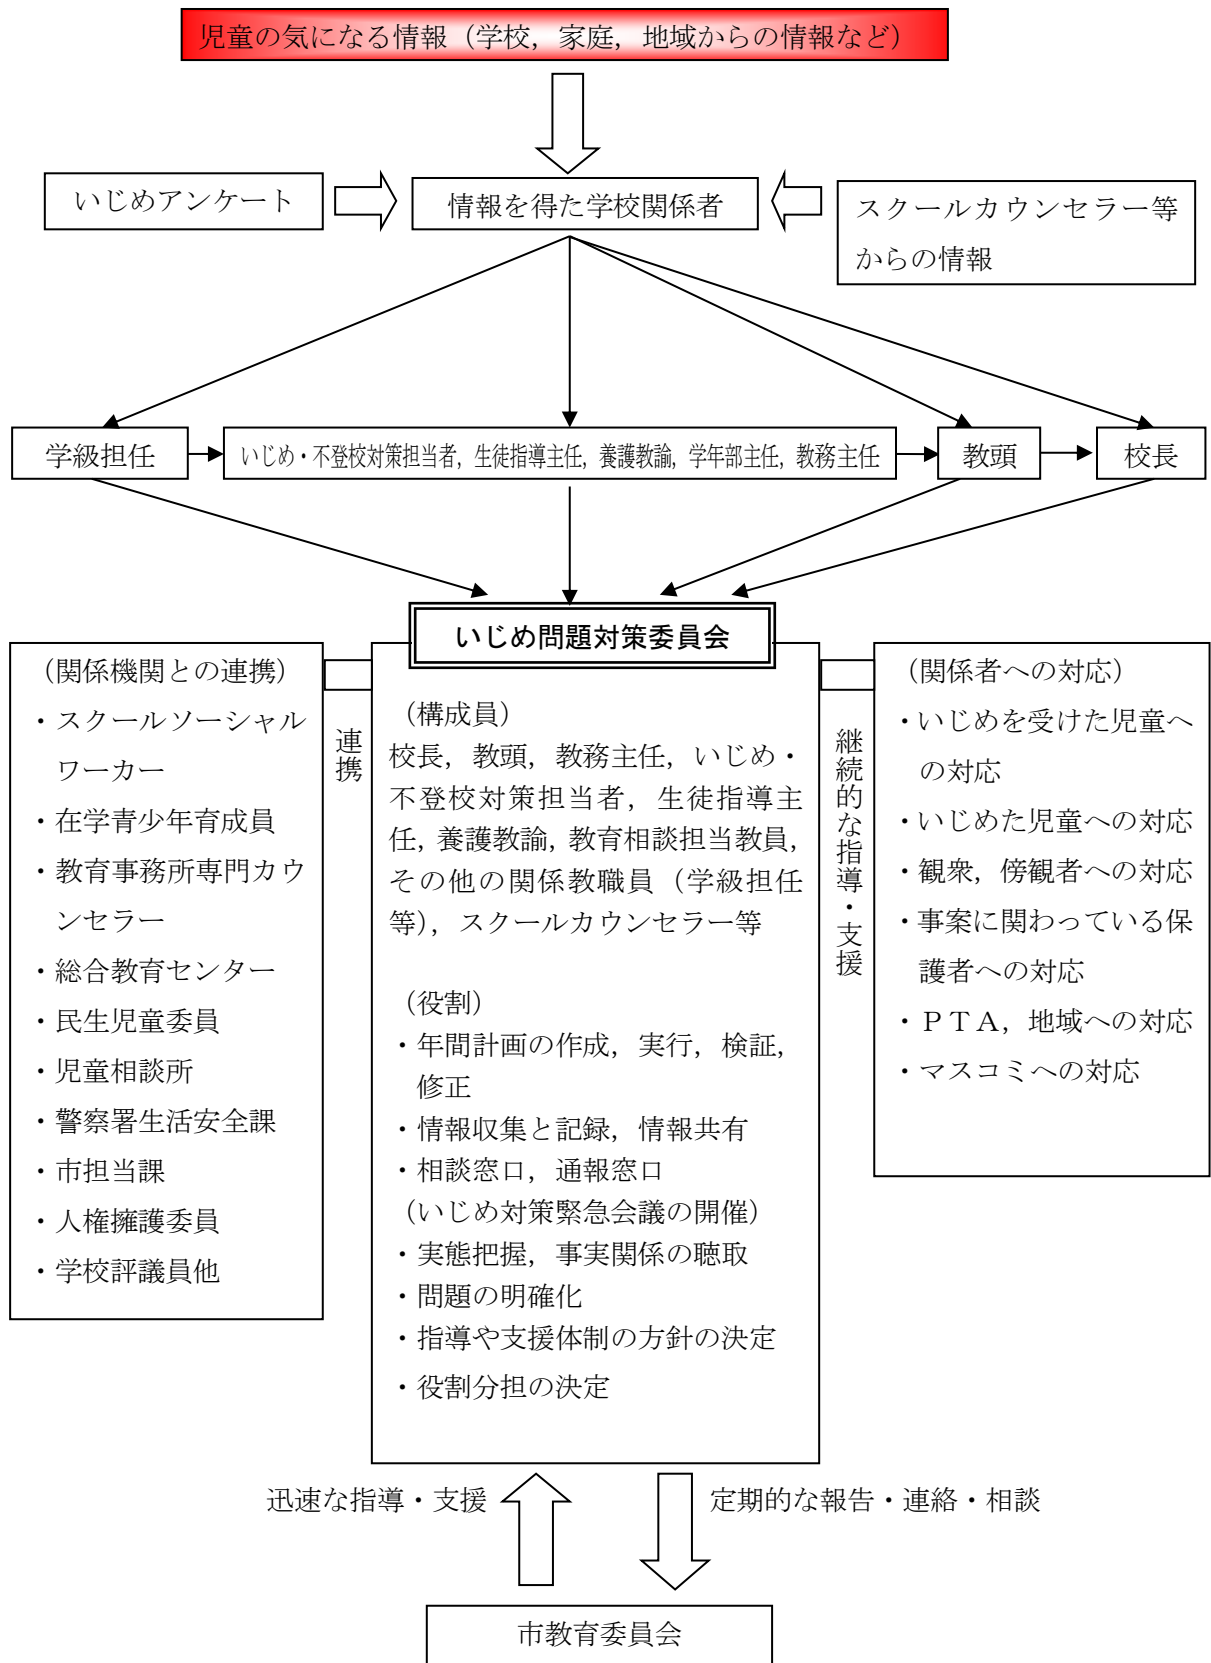 児童の気になる情報（学校，家庭，地域からの情報など）
いじめアンケート
情報を得た学校関係者
スクールカウンセラー等
からの情報
学級担任
いじめ・不登校対策担当者，生徒指導主任，養護教諭，学年部主任，教務主任
教頭
校長
いじめ問題対策委員会
（関係機関との連携）
・スクールソーシャル
ワーカー
・在学青少年育成員
・教育事務所専門カウ
ンセラー
・総合教育センター
・民生児童委員
・児童相談所
・警察署生活安全課
・市担当課
・人権擁護委員
・学校評議員他
連携
（構成員）
校長，教頭，教務主任，いじめ・
不登校対策担当者，生徒指導主
任，養護教諭，教育相談担当教員，
その他の関係教職員（学級担任
等），スクールカウンセラー等
（役割）
・年間計画の作成，実行，検証，
修正
・情報収集と記録，情報共有
・相談窓口，通報窓口
（いじめ対策緊急会議の開催）
・実態把握，事実関係の聴取
・問題の明確化
・指導や支援体制の方針の決定
・役割分担の決定
継続的な指導・支援
（関係者への対応）
・いじめを受けた児童へ
の対応
・いじめた児童への対応
・観衆，傍観者への対応
・事案に関わっている保
護者への対応
・ＰＴＡ，地域への対応
・マスコミへの対応
迅速な指導・支援
定期的な報告・連絡・相談
市教育委員会